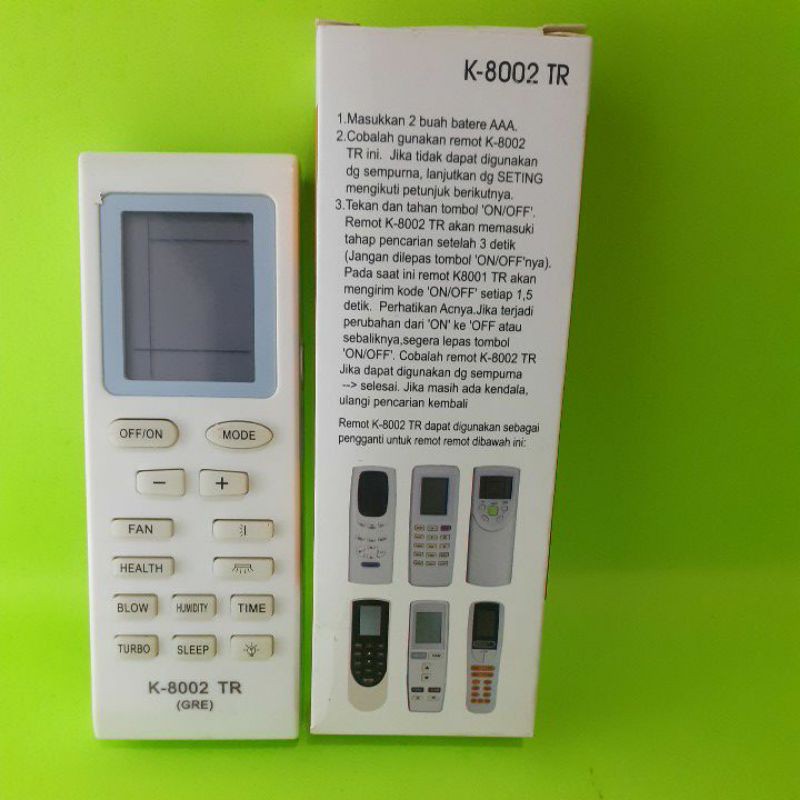 K-8002 TR
1.Masukkan 2 buah batere AAA.
2.Cobalah gunakan remot K-8002
TR ini. Jika tidak dapat digunakan
dg sempurna, lanjutkan dg SETING
mengikuti petunjuk berikutnya.
3.Tekan dan tahan tombol 'ON/OFF'.
Remot K-8002 TR akan memasuki
tahap pencarian setelah 3 detik
(Jangan dilepas tombol 'ON/OFF'nya).
Pada saat ini remot K8001 TR akan
mengirim kode 'ON/OFF' setiap 1,5
detik. Perhatikan Acnya.Jika terjadi
perubahan dari 'ON' ke 'OFF atau
sebaliknya,segera lepas tombol
'ON/OFF'. Cobalah remot K-8002 TR
Jika dapat digunakan dg sempurna
--> selesai. Jika masih ada kendala,
ulangi pencarian kembali
Remot K-8002 TR dapat digunakan sebagai
pengganti untuk remot remot dibawah ini:
OFF/ON MODE
− +
FAN
HEALTH
BLOW HUMIDITY TIME
TURBO SLEEP
K-8002 TR
(GRE)